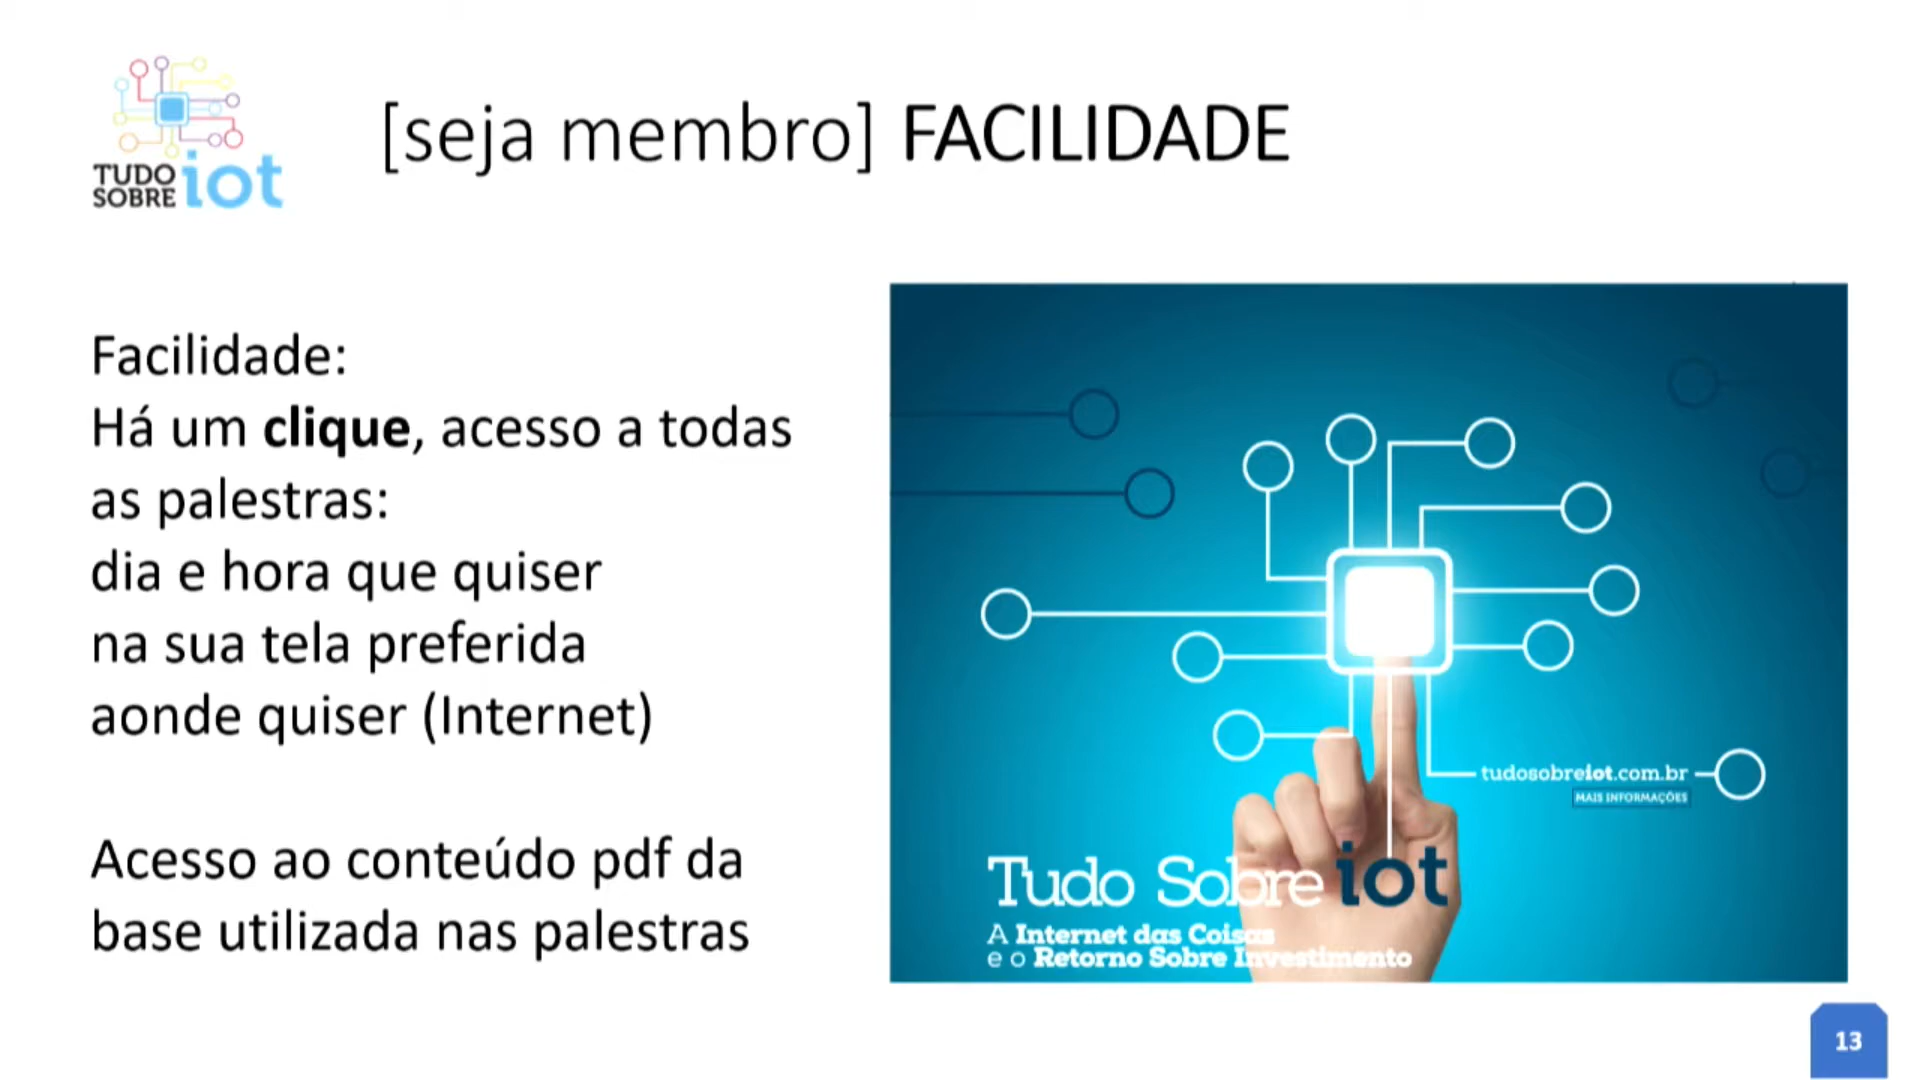 TUDO
SOBRE iot
[seja membro] FACILIDADE
Facilidade:
Há um clique, acesso a todas
as palestras:
dia e hora que quiser
na sua tela preferida
aonde quiser (Internet)
Acesso ao conteúdo pdf da
base utilizada nas palestras
tudosobreiot.com.br
MAIS INFORMAÇÕES
Tudo Sobre iot
A Internet das Coisas
e o Retorno Sobre Investimento
13